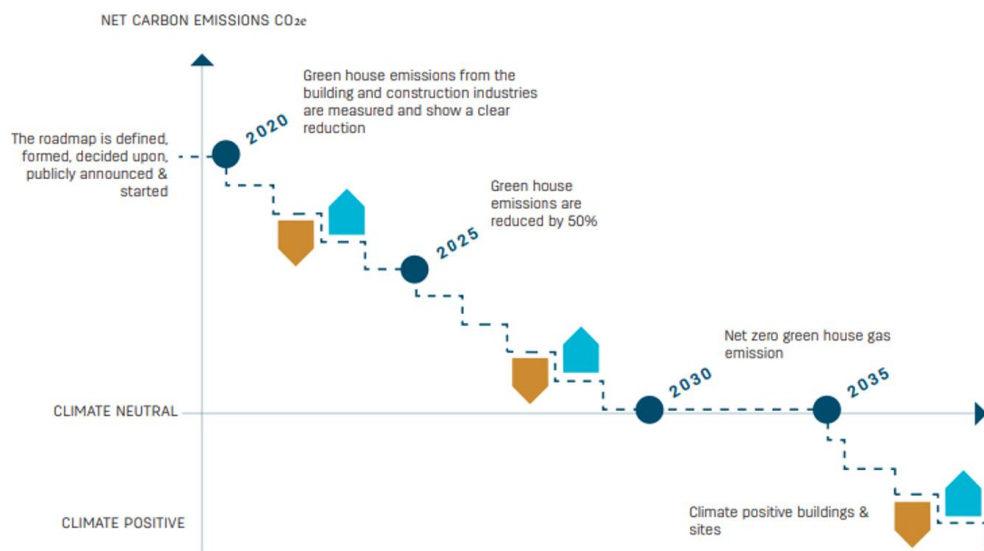 NET CARBON EMISSIONS CO2e
Green house emissions from the
building and construction industries
are measured and show a clear
reduction
2020
The roadmap is defined,
formed, decided upon,
publicly announced &
started
Green house
emissions are
reduced by 50%
2025
Net zero green house gas
emission
2030
2035
CLIMATE NEUTRAL
Climate positive buildings &
sites
CLIMATE POSITIVE